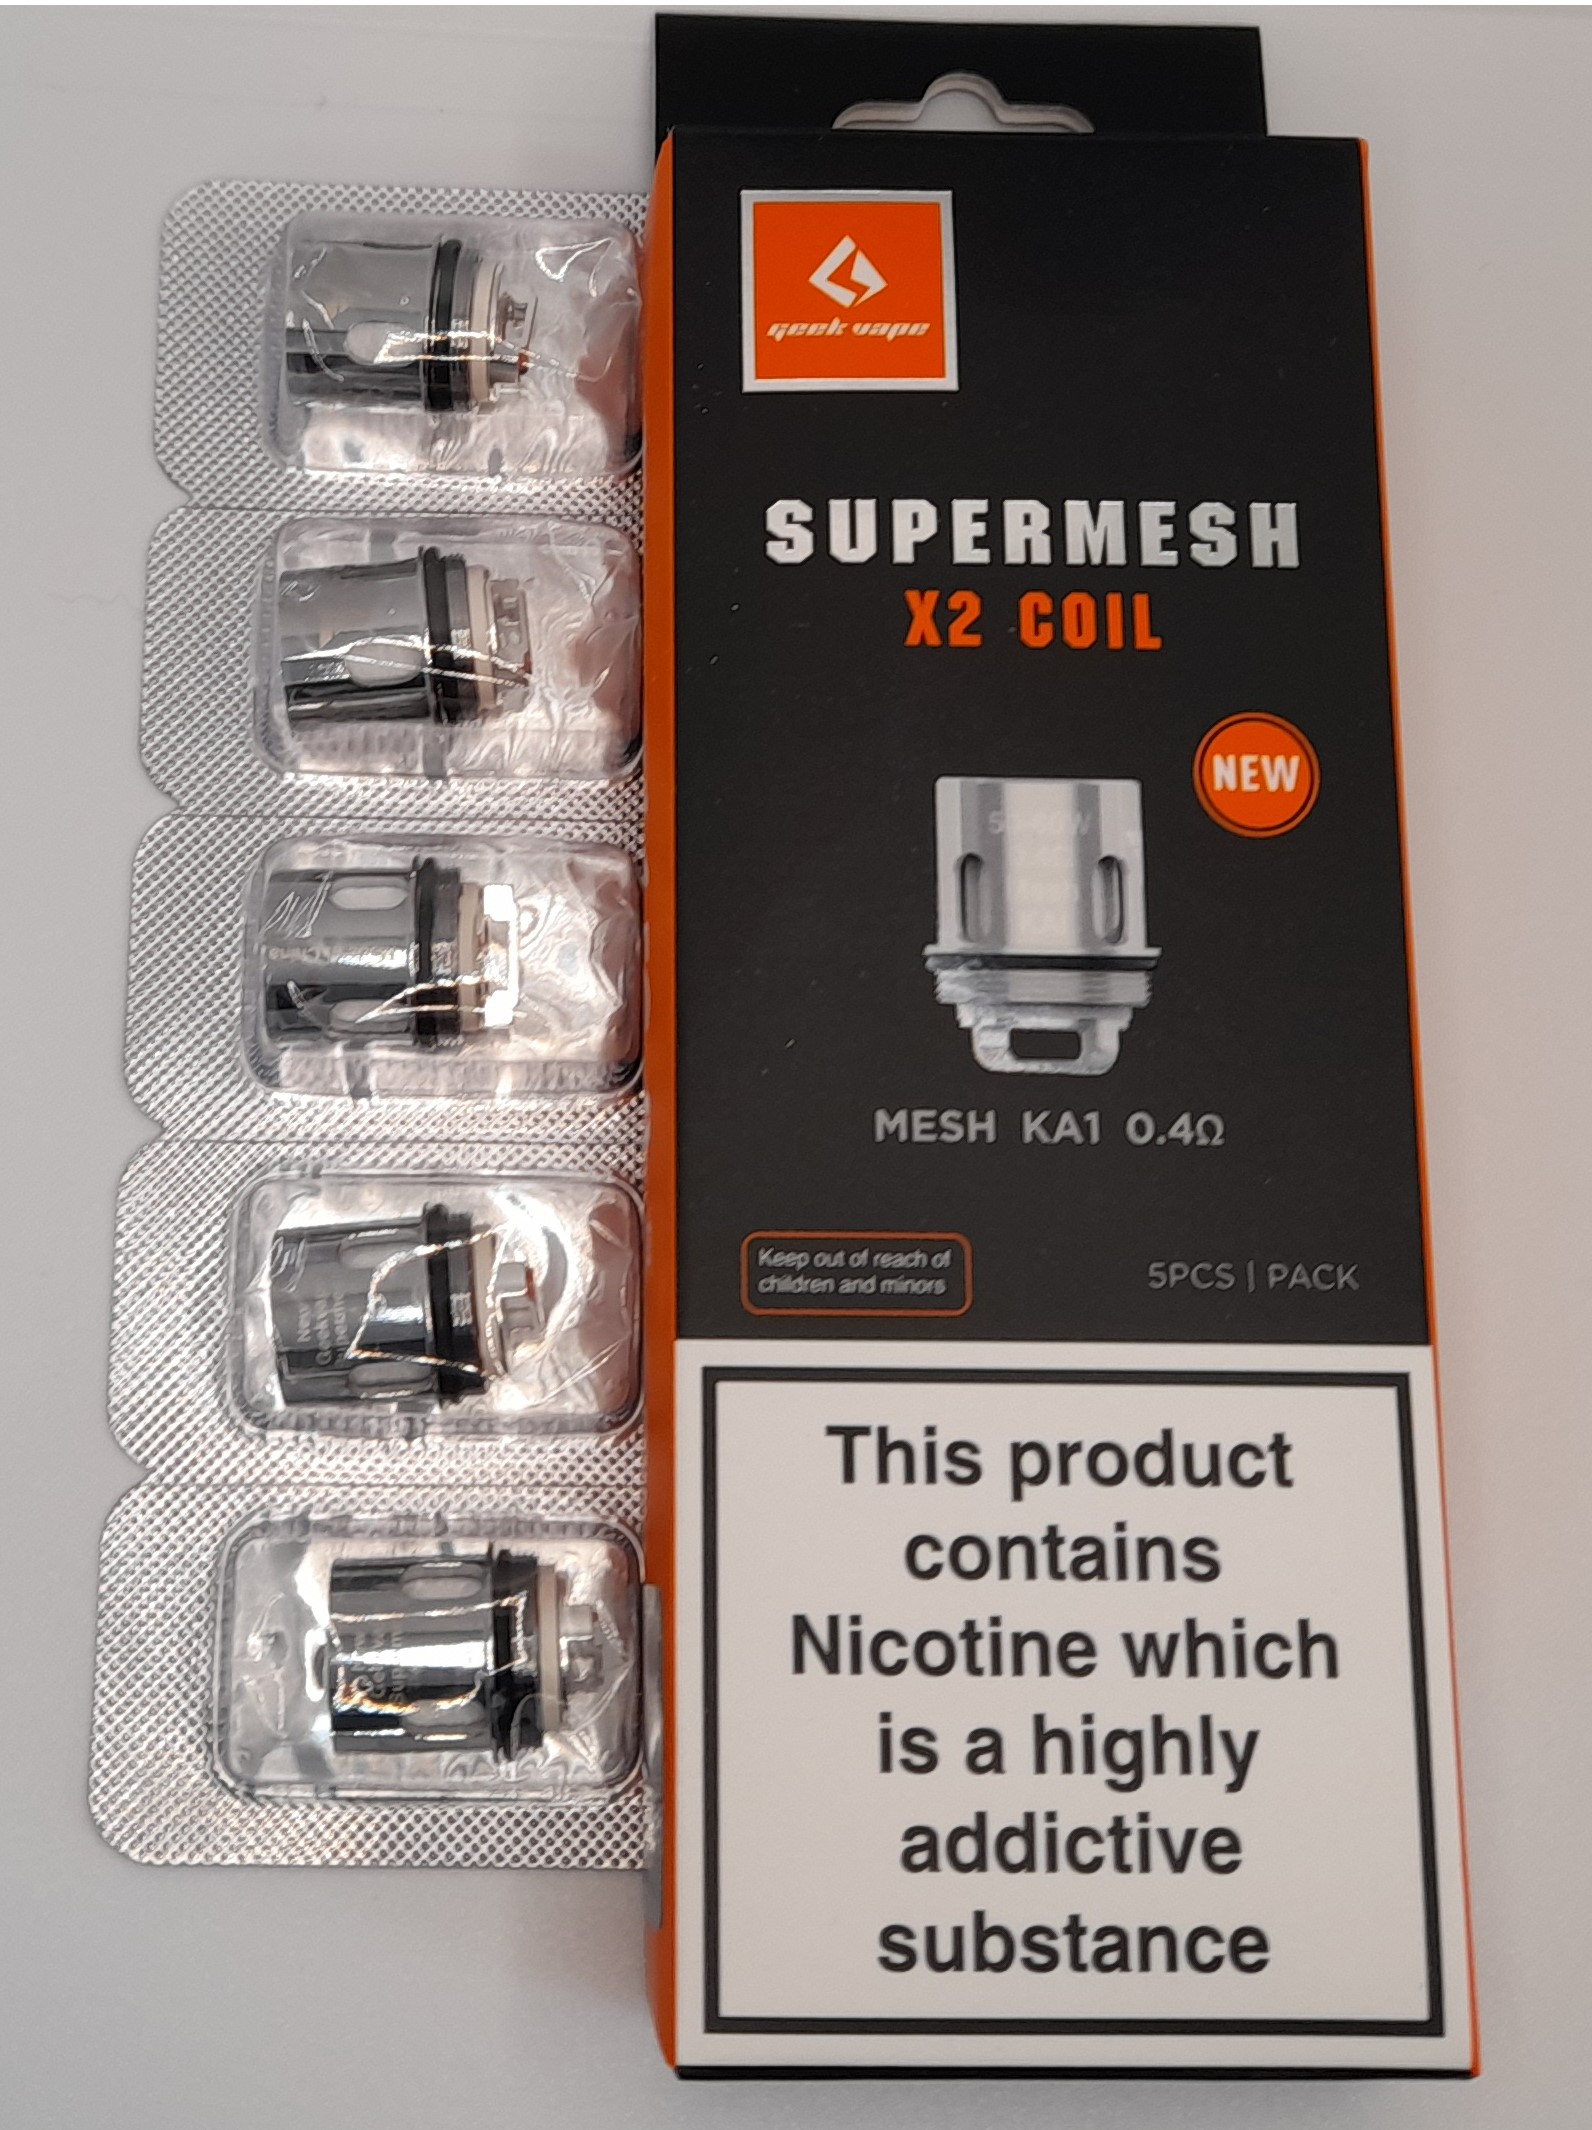 geek vape
SUPERMESH
X2 COIL
NEW
MESH KA1 0.4Ω
Keep out of reach of
children and minors
5PCS | PACK
This product
contains
Nicotine which
is a highly
addictive
substance